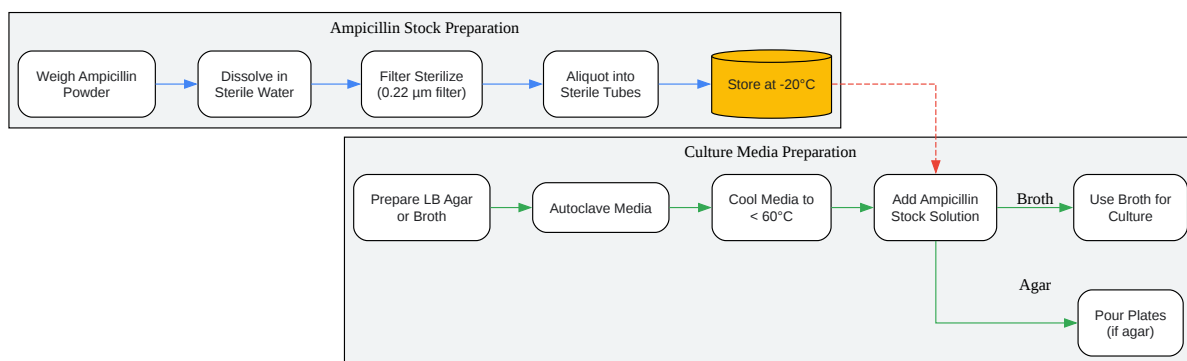 Ampicillin Stock Preparation
Weigh Ampicillin
Powder
Dissolve in
Sterile Water
Filter Sterilize
(0.22 µm filter)
Aliquot into
Sterile Tubes
Store at -20°C
Culture Media Preparation
Prepare LB Agar
or Broth
Autoclave Media
Cool Media to
< 60°C
Add Ampicillin
Stock Solution
Broth
Use Broth for
Culture
Agar
Pour Plates
(if agar)